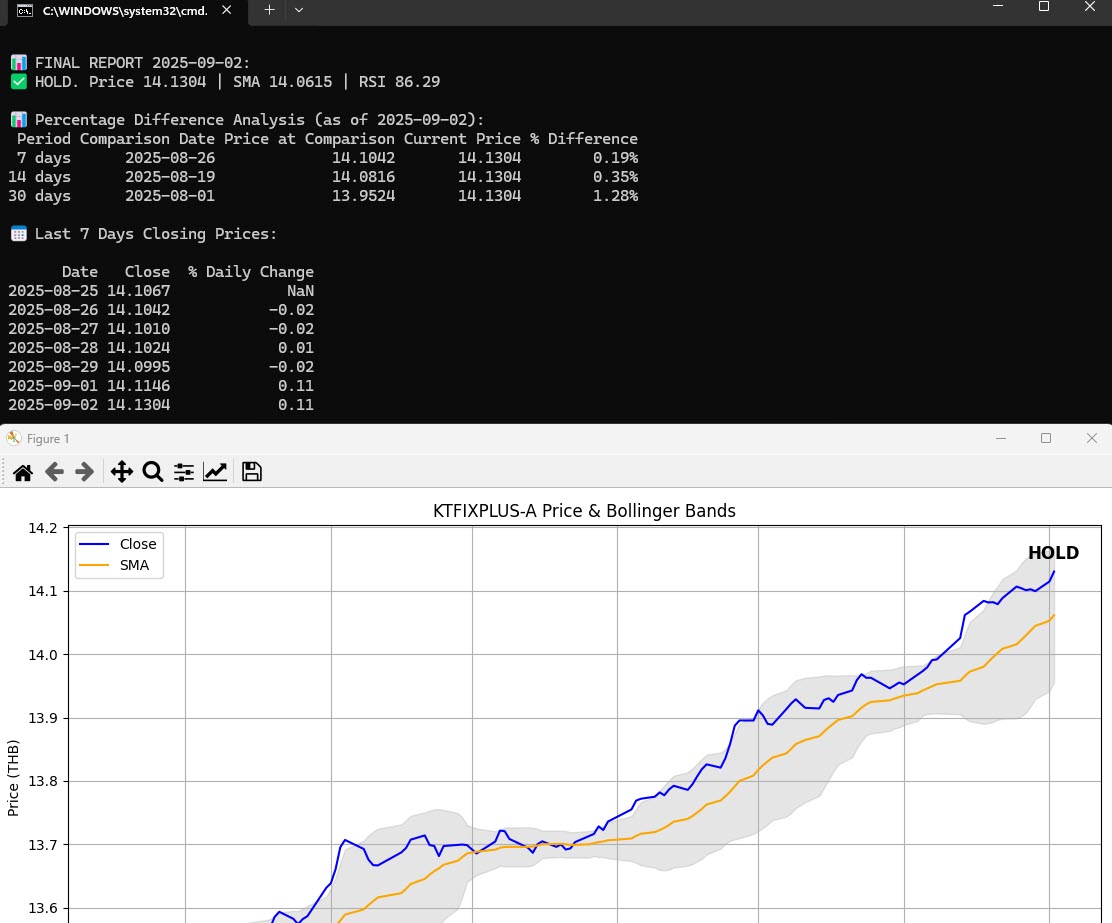 C:\WINDOWS\system32\cmd.
FINAL REPORT 2025-09-02:
HOLD. Price 14.1304 | SMA 14.0615 | RSI 86.29
Percentage Difference Analysis (as of 2025-09-02):
Period Comparison Date Price at Comparison Current Price % Difference
7 days 2025-08-26 14.1042 14.1304 0.19%
14 days 2025-08-19 14.0816 14.1304 0.35%
30 days 2025-08-01 13.9524 14.1304 1.28%
Last 7 Days Closing Prices:
Date Close % Daily Change
2025-08-25 14.1067 NaN
2025-08-26 14.1042 -0.02
2025-08-27 14.1010 -0.02
2025-08-28 14.1024 0.01
2025-08-29 14.0995 -0.02
2025-09-01 14.1146 0.11
2025-09-02 14.1304 0.11
Figure 1
KTFIXPLUS-A Price & Bollinger Bands
14.2
Close
SMA
HOLD
14.1
14.0
13.9
13.8
13.7
13.6
Price (THB)